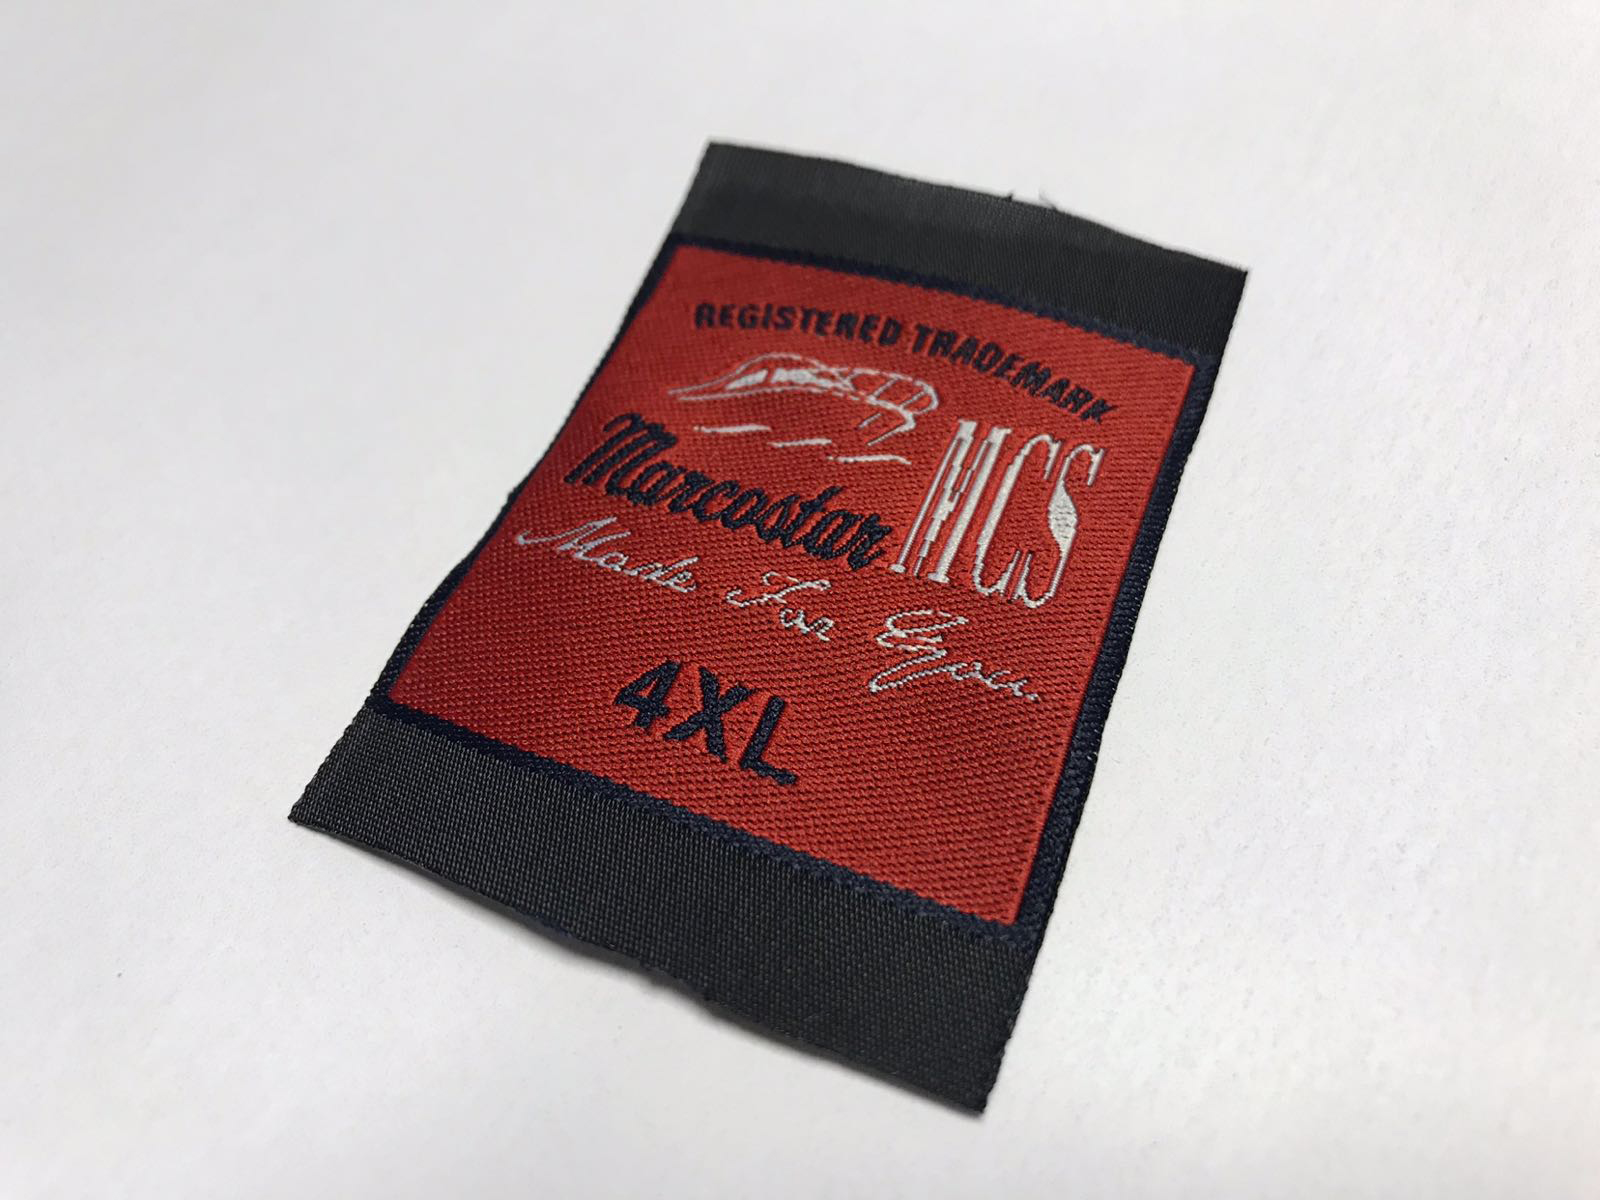 REGISTERED TRADEMARK
Marcostar MCS
Made For You
4XL